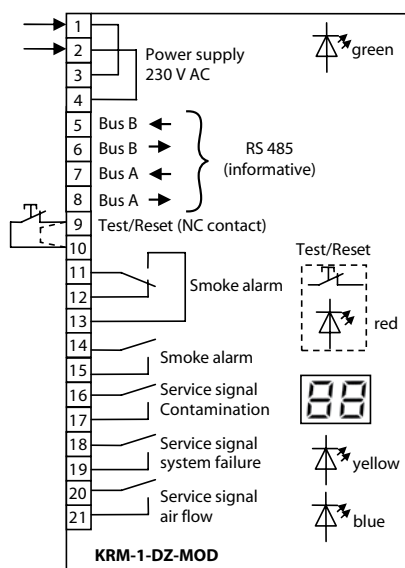 1
2
3
4
Power supply
230 V AC
green
5 Bus B
6 Bus B
7 Bus A
8 Bus A
RS 485
(informative)
9 Test/Reset (NC contact)
10
Test/Reset
red
11
12
13
Smoke alarm
14
15
Smoke alarm
16
17
Service signal
Contamination
88
18
19
Service signal
system failure
yellow
20
21
Service signal
air flow
blue
KRM-1-DZ-MOD